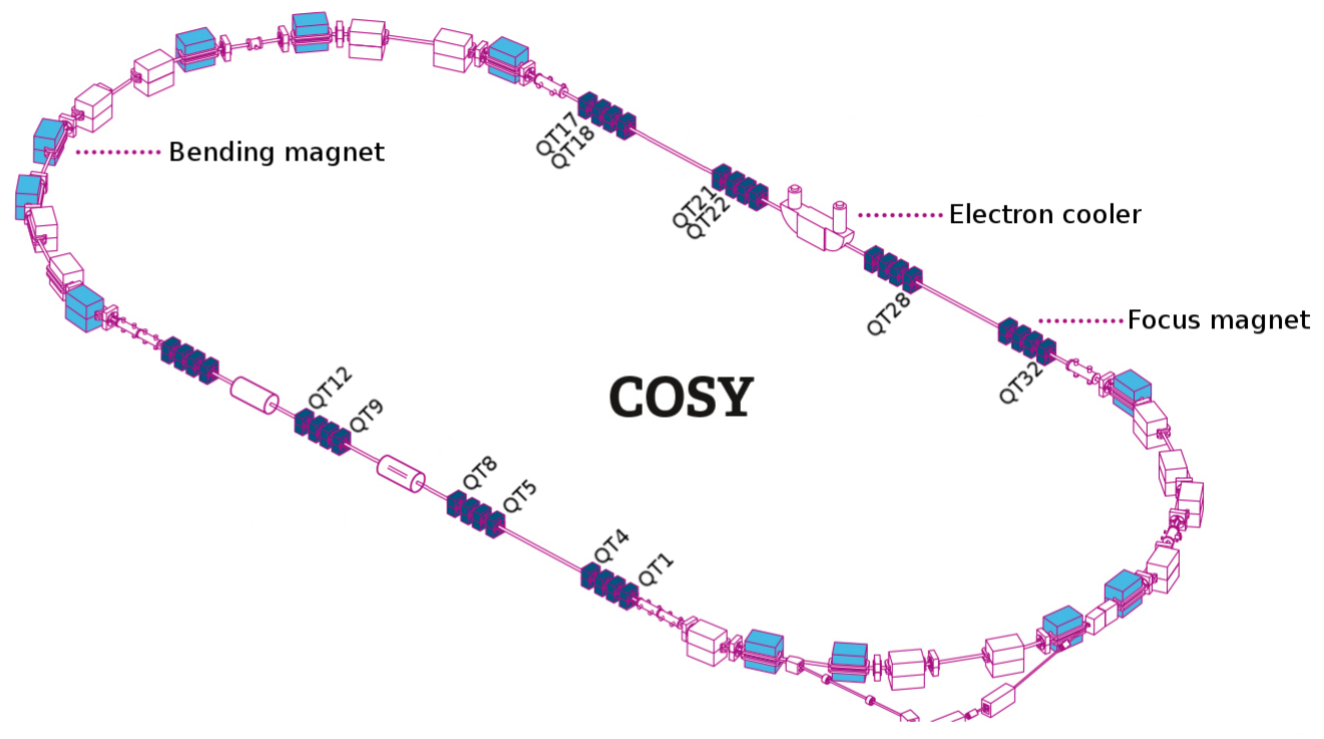 QT17
QT18
Bending magnet
QT21
QT22
Electron cooler
QT28
Focus magnet
QT32
COSY
QT12
QT9
QT8
QT5
QT4
QT1